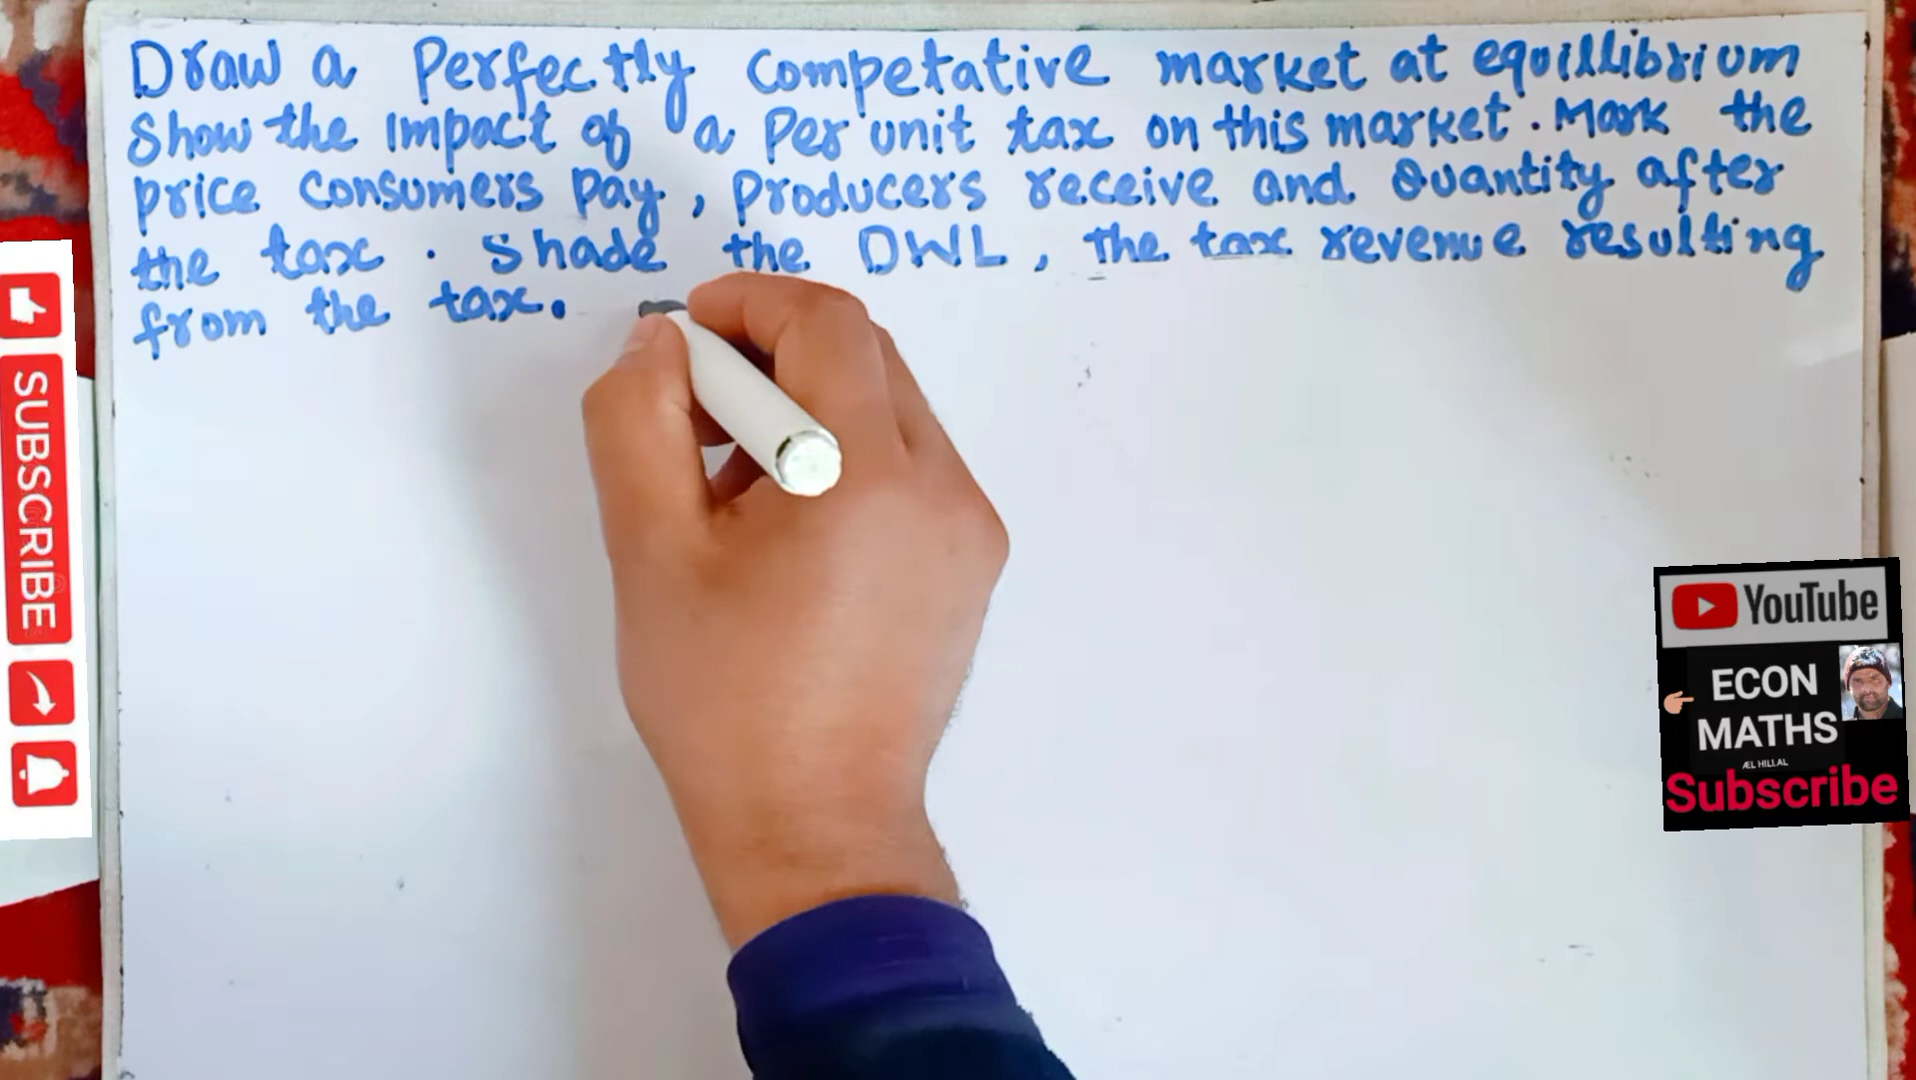 Draw a Perfectly Competative market at equillibrium
Show the Impact of a Per unit tax on this market. Mark the
price Consumers Pay, Producers receive and Quantity after
the tax. Shade the DWL, the tax revenue resulting
from the tax.
SUBSCRIBE
YouTube
ECON
MATHS
ÆL HILLAL
Subscribe